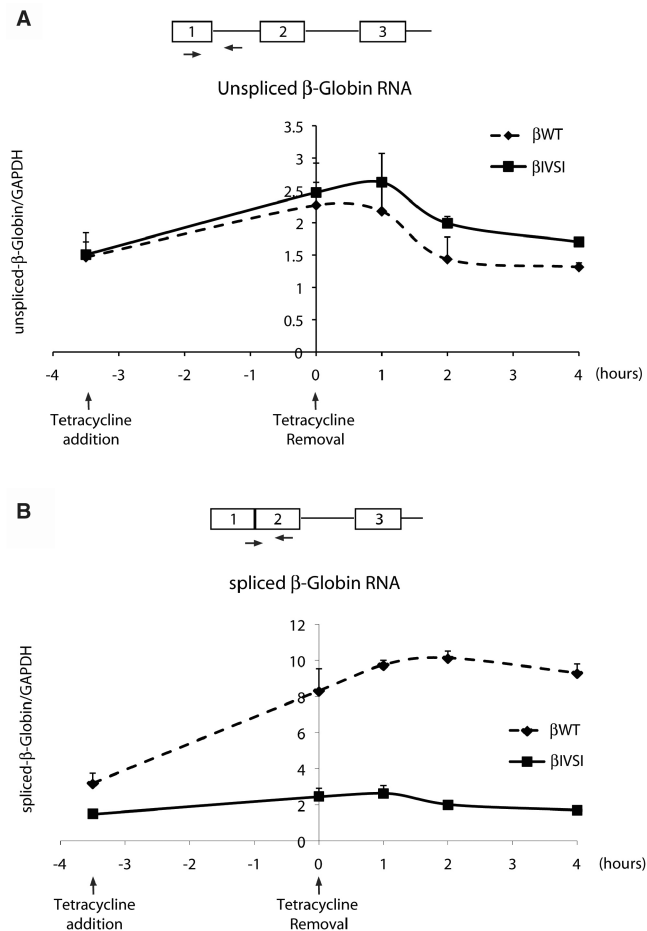 A
1 2 3
Unspliced β-Globin RNA
unspliced-β-Globin/GAPDH
3.5
3
2.5
2
1.5
1
0.5
0
βWT
βIVSI
-4 -3 -2 -1 0 1 2 3 4 (hours)
Tetracycline addition
Tetracycline Removal
B
1 2 3
spliced β-Globin RNA
spliced-β-Globin/GAPDH
12
10
8
6
4
2
0
βWT
βIVSI
-4 -3 -2 -1 0 1 2 3 4 (hours)
Tetracycline addition
Tetracycline Removal